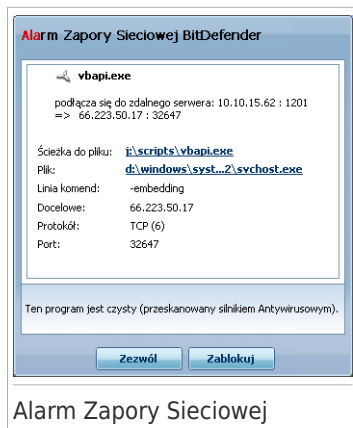 Alarm Zapory Sieciowej BitDefender
vbapi.exe
podłącza się do zdalnego serwera: 10.10.15.62 : 1201
=> 66.223.50.17 : 32647
Ścieżka do pliku: j:\scripts\vbapi.exe
Plik: d:\windows\syst...2\svchost.exe
Linia komend: -embedding
Docelowe: 66.223.50.17
Protokół: TCP (6)
Port: 32647
Ten program jest czysty (przeskanowany silnikiem Antywirusowym).
Zezwól Zablokuj
Alarm Zapory Sieciowej